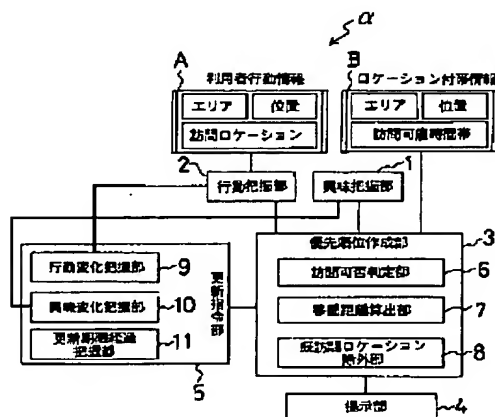 α
A 利用者行動情報
エリア 位置
訪問ロケーション
B ロケーション付帯情報
エリア 位置
訪問可能時間帯
2 行動把握部
興味把握部 1
優先順位作成部 3
訪問可否判定部 6
移動距離算出部 7
既訪問ロケーション除外部 8
更新指令部
行動変化把握部 9
興味変化把握部 10
更新期限経過把握部 11
5
提示部 4